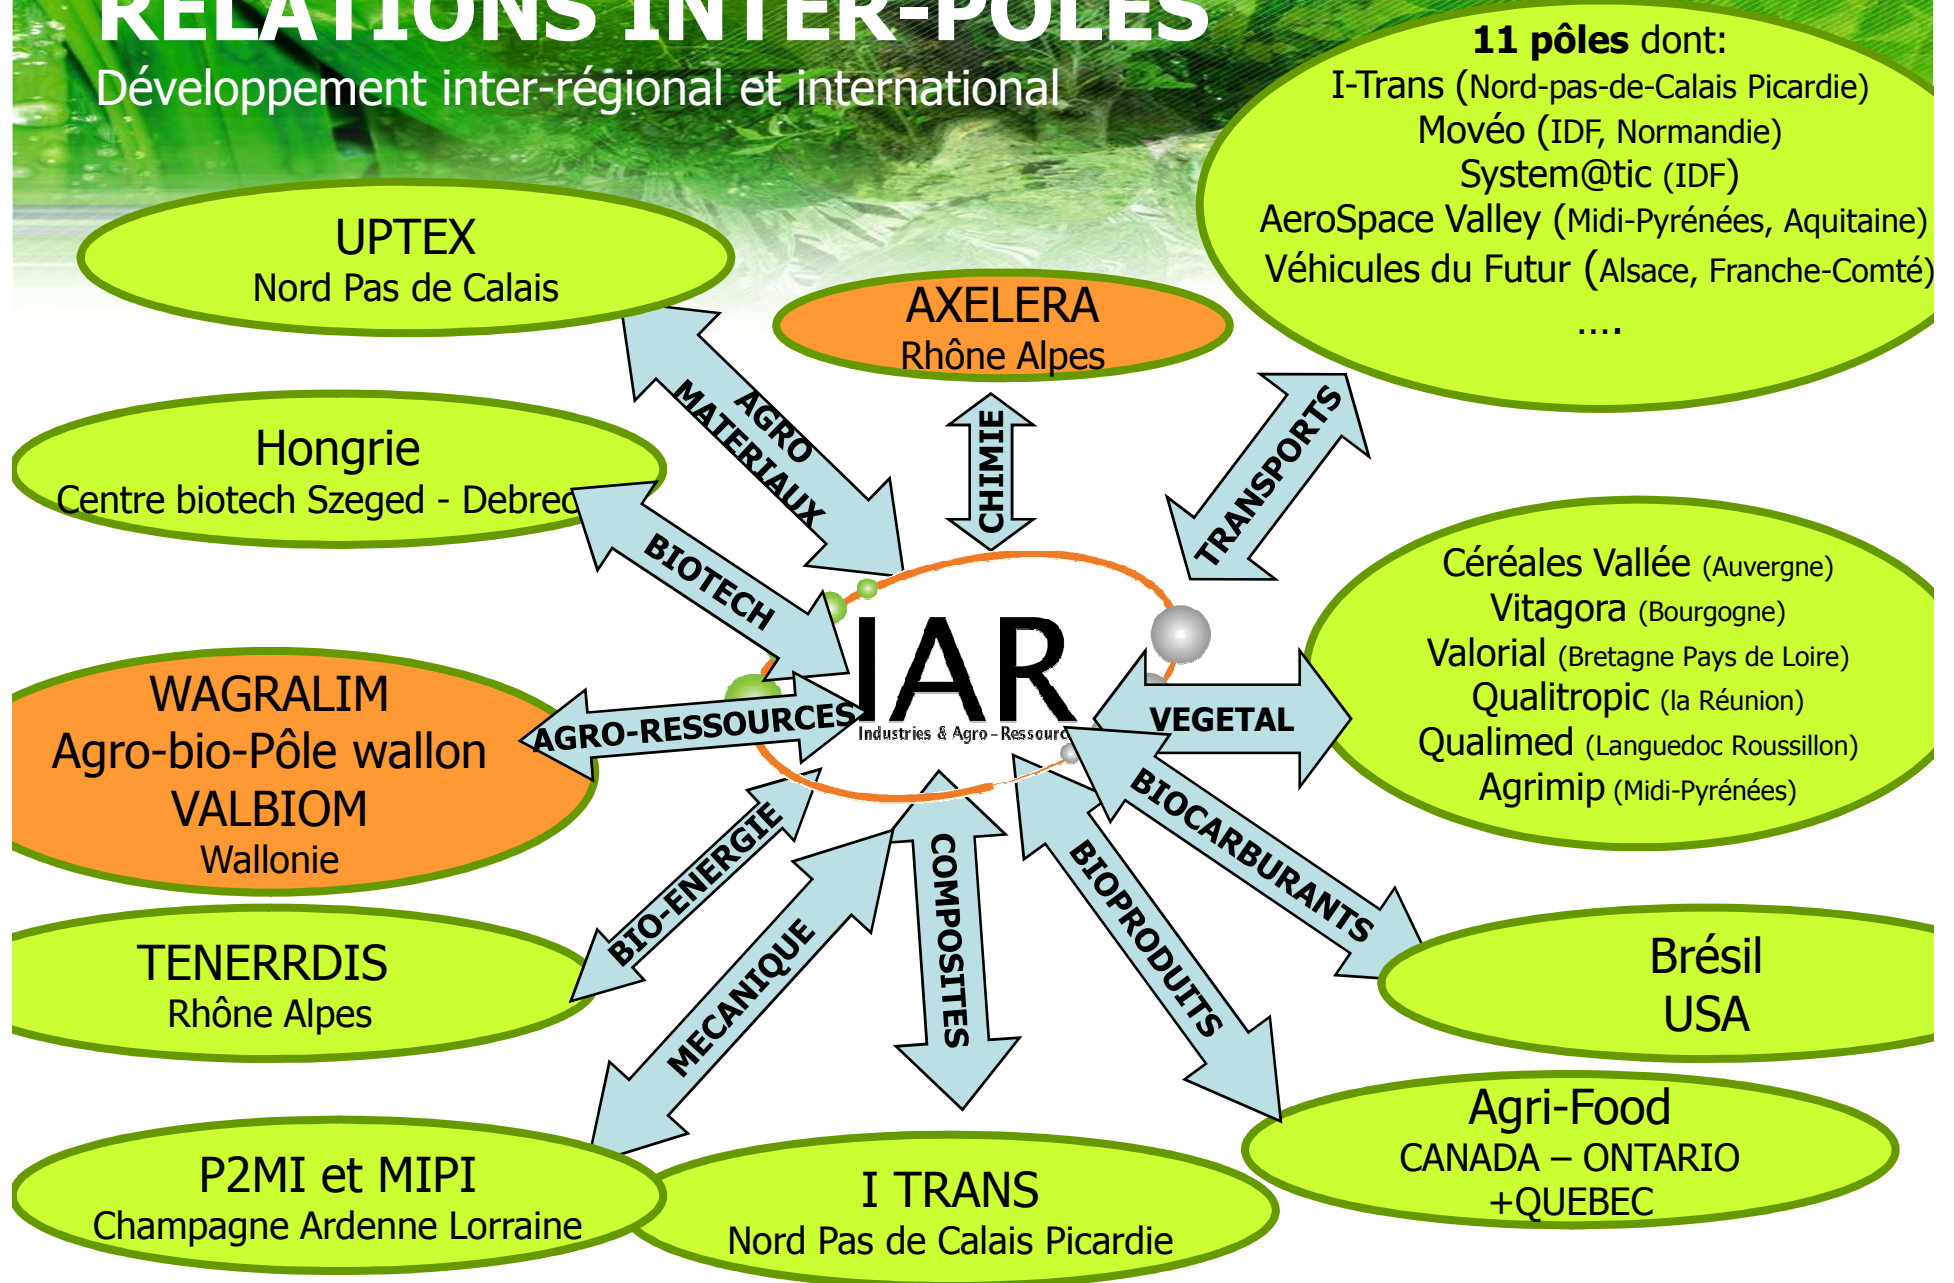 RELATIONS INTER-POLES
Développement inter-régional et international
11 pôles dont:
I-Trans (Nord-pas-de-Calais Picardie)
Movéo (IDF, Normandie)
System@tic (IDF)
AeroSpace Valley (Midi-Pyrénées, Aquitaine)
Véhicules du Futur (Alsace, Franche-Comté)
....
UPTEX
Nord Pas de Calais
AXELERA
Rhône Alpes
Hongrie
Centre biotech Szeged - Debrec
AGRO
MATERIAUX
CHIMIE
TRANSPORTS
BIOTECH
IAR
Industries & Agro-Ressourc
Céréales Vallée (Auvergne)
Vitagora (Bourgogne)
Valorial (Bretagne Pays de Loire)
Qualitropic (la Réunion)
Qualimed (Languedoc Roussillon)
Agrimip (Midi-Pyrénées)
WAGRALIM
Agro-bio-Pôle wallon
VALBIOM
Wallonie
AGRO-RESSOURCES
VEGETAL
BIO-ENERGIE
MECANIQUE
COMPOSITES
BIOPRODUITS
BIOCARBURANTS
TENERRDIS
Rhône Alpes
Brésil
USA
P2MI et MIPI
Champagne Ardenne Lorraine
I TRANS
Nord Pas de Calais Picardie
Agri-Food
CANADA – ONTARIO
+QUEBEC